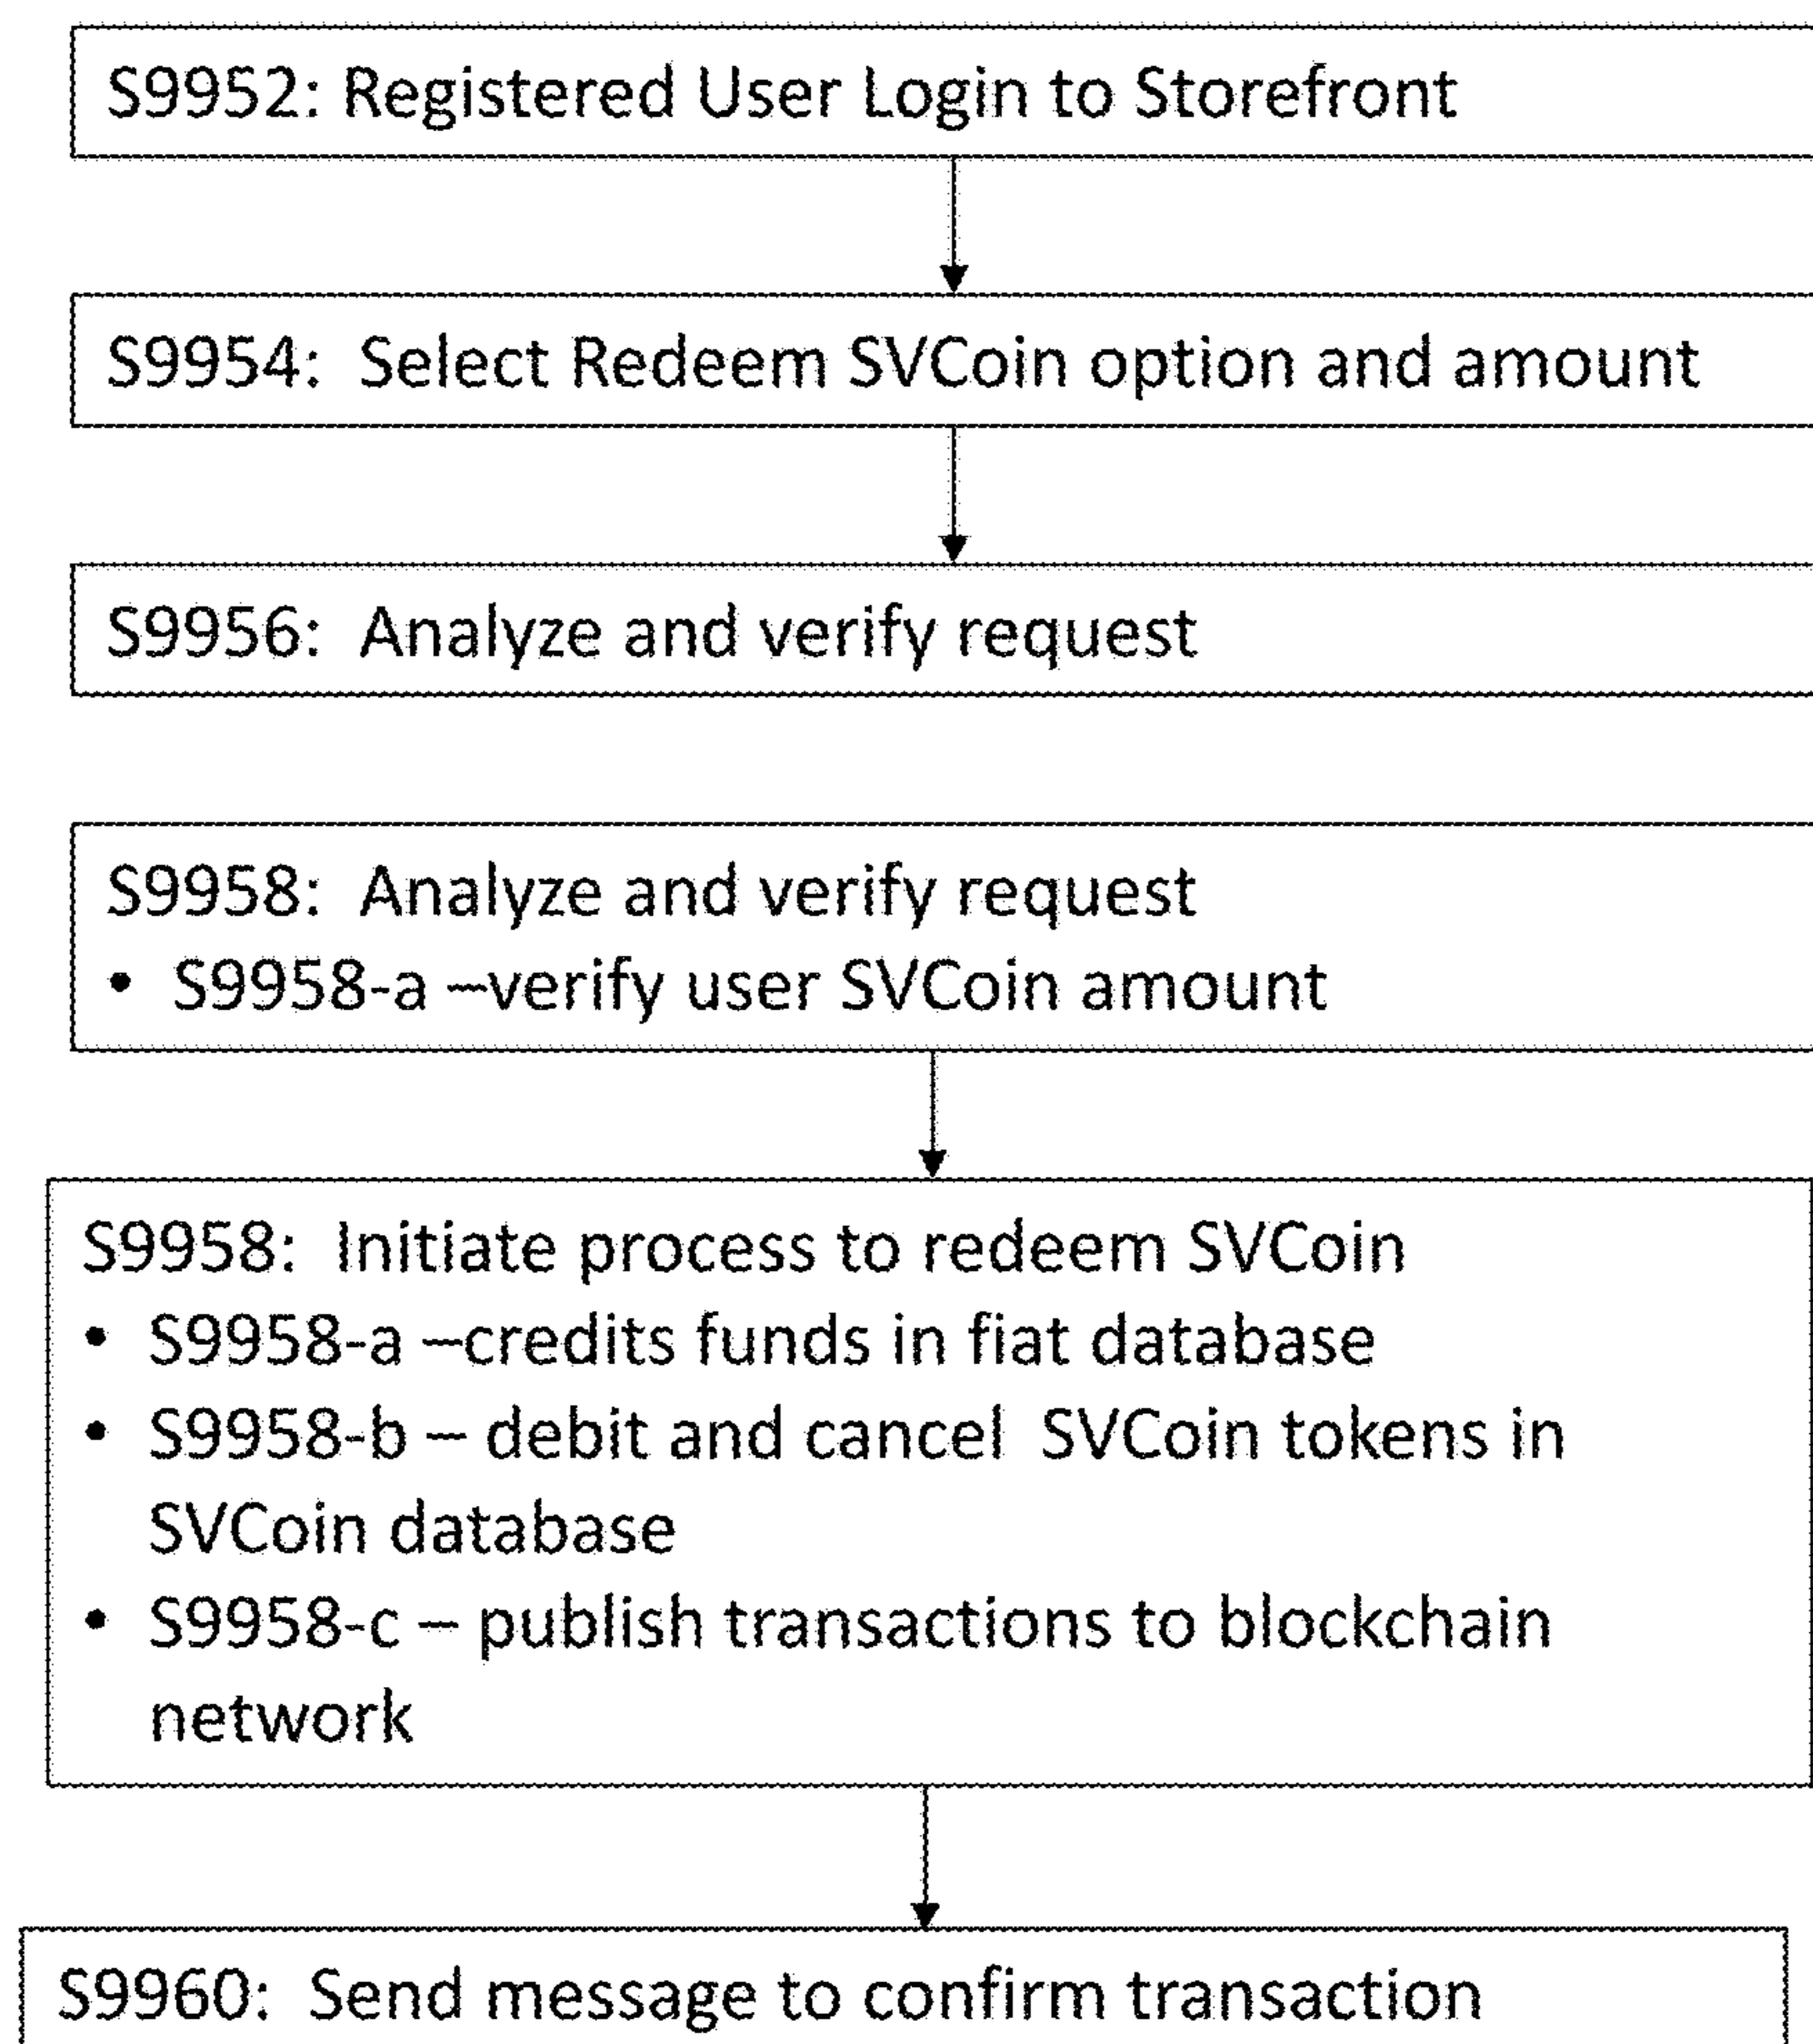 S9952: Registered User Login to Storefront
S9954: Select Redeem SVCoin option and amount
S9956: Analyze and verify request
S9958: Analyze and verify request
• S9958-a –verify user SVCoin amount
S9958: Initiate process to redeem SVCoin
• S9958-a –credits funds in fiat database
• S9958-b – debit and cancel SVCoin tokens in
SVCoin database
• S9958-c – publish transactions to blockchain
network
S9960: Send message to confirm transaction